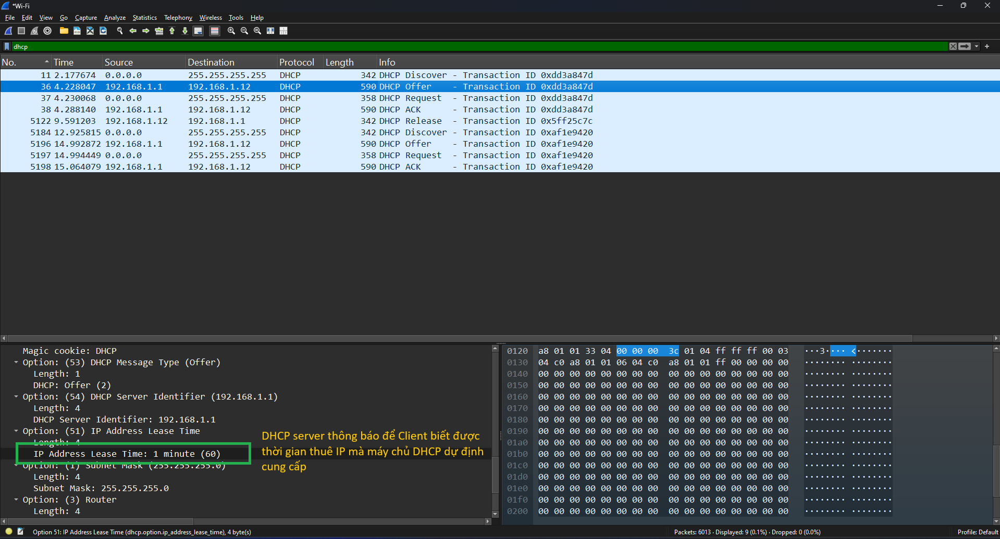 *Wi-Fi
File Edit View Go Capture Analyze Statistics Telephony Wireless Tools Help
dhcp
No. Time Source Destination Protocol Length Info
11 2.177674 0.0.0.0 255.255.255.255 DHCP 342 DHCP Discover - Transaction ID 0xdd3a847d
36 4.228047 192.168.1.1 192.168.1.12 DHCP 590 DHCP Offer - Transaction ID 0xdd3a847d
37 4.230068 0.0.0.0 255.255.255.255 DHCP 358 DHCP Request - Transaction ID 0xdd3a847d
38 4.288140 192.168.1.1 192.168.1.12 DHCP 590 DHCP ACK - Transaction ID 0xdd3a847d
5122 9.591203 192.168.1.12 192.168.1.1 DHCP 342 DHCP Release - Transaction ID 0x5ff25c7c
5184 12.925815 0.0.0.0 255.255.255.255 DHCP 342 DHCP Discover - Transaction ID 0xaf1e9420
5196 14.992872 192.168.1.1 192.168.1.12 DHCP 590 DHCP Offer - Transaction ID 0xaf1e9420
5197 14.994449 0.0.0.0 255.255.255.255 DHCP 358 DHCP Request - Transaction ID 0xaf1e9420
5198 15.064079 192.168.1.1 192.168.1.12 DHCP 590 DHCP ACK - Transaction ID 0xaf1e9420
Magic cookie: DHCP
Option: (53) DHCP Message Type (Offer)
Length: 1
DHCP: Offer (2)
Option: (54) DHCP Server Identifier (192.168.1.1)
Length: 4
DHCP Server Identifier: 192.168.1.1
Option: (51) IP Address Lease Time
Length: 4
IP Address Lease Time: 1 minute (60)
Option: (1) Subnet Mask (255.255.255.0)
Length: 4
Subnet Mask: 255.255.255.0
Option: (3) Router
Length: 4
DHCP server thông báo để Client biết được
thời gian thuê IP mà máy chủ DHCP dự định
cung cấp
0120 a8 01 01 33 04 00 00 00 3c 01 04 ff ff ff 00 03 ···3···· <·······
0130 04 c0 a8 01 01 06 04 c0 a8 01 01 ff 00 00 00 00 ········ ········
0140 00 00 00 00 00 00 00 00 00 00 00 00 00 00 00 00 ········ ········
0150 00 00 00 00 00 00 00 00 00 00 00 00 00 00 00 00 ········ ········
0160 00 00 00 00 00 00 00 00 00 00 00 00 00 00 00 00 ········ ········
0170 00 00 00 00 00 00 00 00 00 00 00 00 00 00 00 00 ········ ········
0180 00 00 00 00 00 00 00 00 00 00 00 00 00 00 00 00 ········ ········
0190 00 00 00 00 00 00 00 00 00 00 00 00 00 00 00 00 ········ ········
01a0 00 00 00 00 00 00 00 00 00 00 00 00 00 00 00 00 ········ ········
01b0 00 00 00 00 00 00 00 00 00 00 00 00 00 00 00 00 ········ ········
01c0 00 00 00 00 00 00 00 00 00 00 00 00 00 00 00 00 ········ ········
01d0 00 00 00 00 00 00 00 00 00 00 00 00 00 00 00 00 ········ ········
01e0 00 00 00 00 00 00 00 00 00 00 00 00 00 00 00 00 ········ ········
01f0 00 00 00 00 00 00 00 00 00 00 00 00 00 00 00 00 ········ ········
0200 00 00 00 00 00 00 00 00 00 00 00 00 00 00 00 00 ········ ········
Option 51: IP Address Lease Time (dhcp.option.ip_address_lease_time), 4 byte(s)
Packets: 6013 · Displayed: 9 (0.1%) · Dropped: 0 (0.0%)
Profile: Default